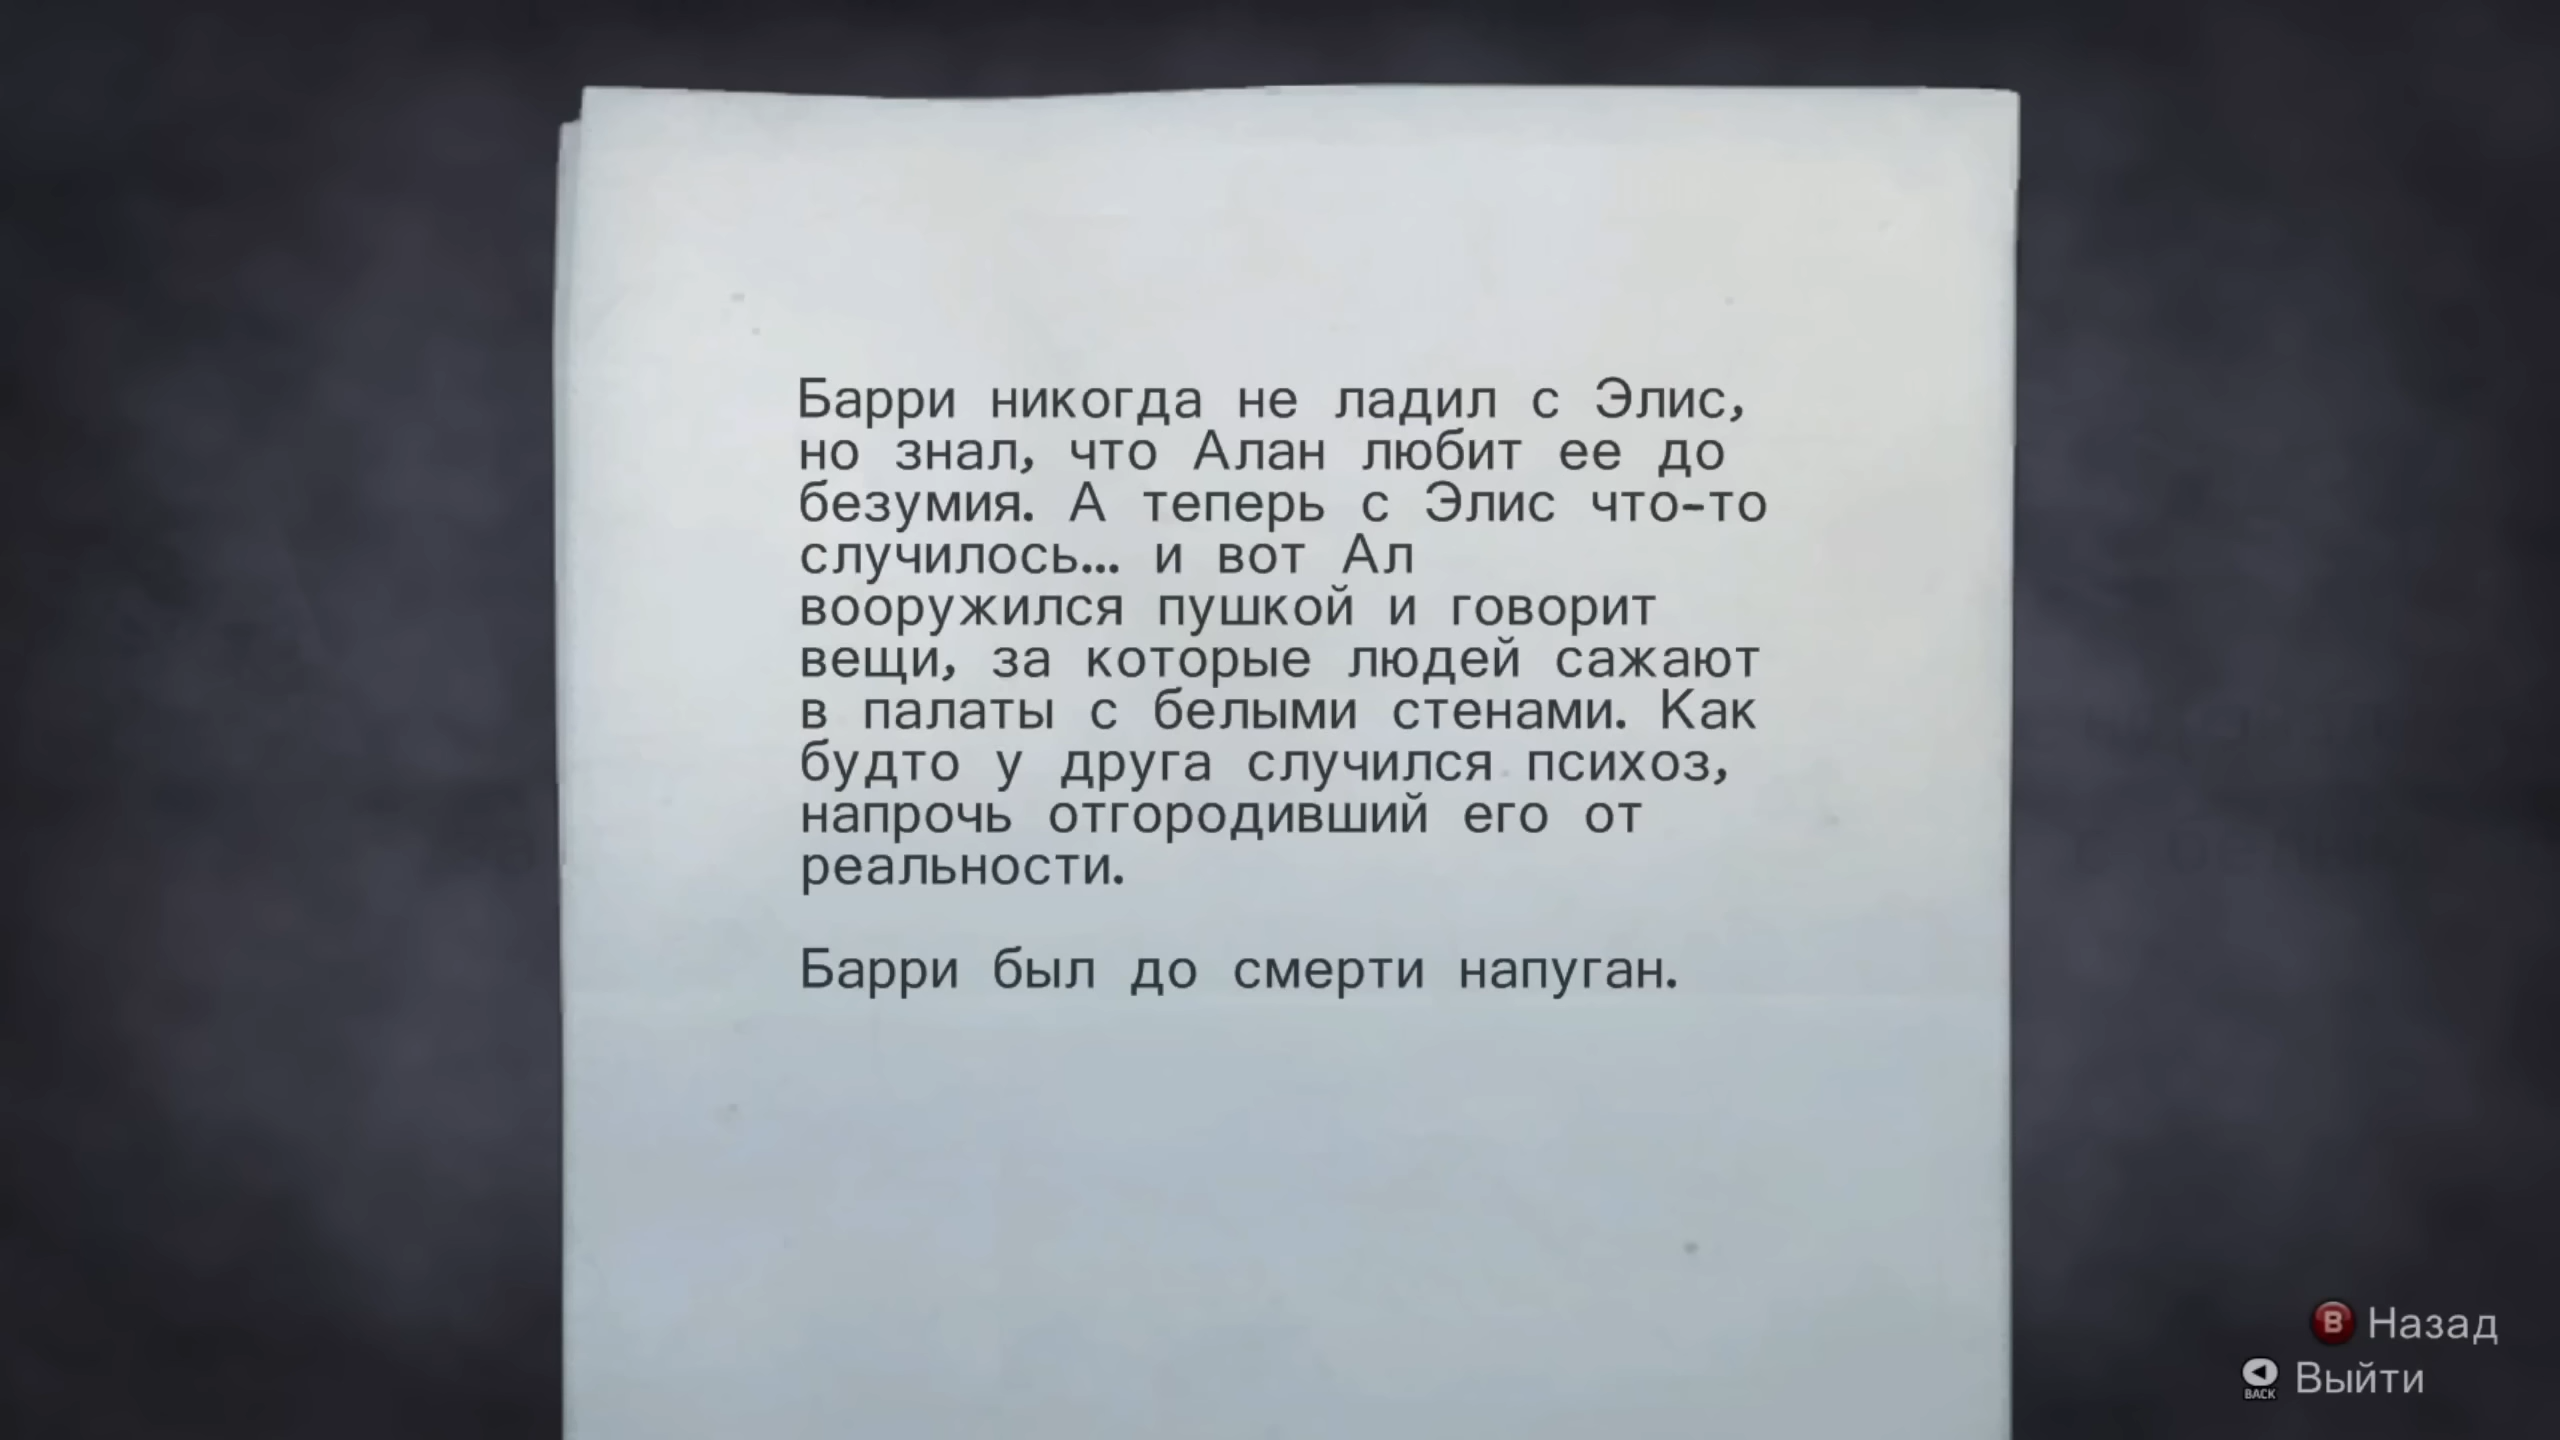 Барри никогда не ладил с Элис,
но знал, что Алан любит ее до
безумия. А теперь с Элис что-то
случилось... и вот Ал
вооружился пушкой и говорит
вещи, за которые людей сажают
в палаты с белыми стенами. Как
будто у друга случился психоз,
напрочь отгородивший его от
реальности.
Барри был до смерти напуган.
B Назад
BACK Выйти